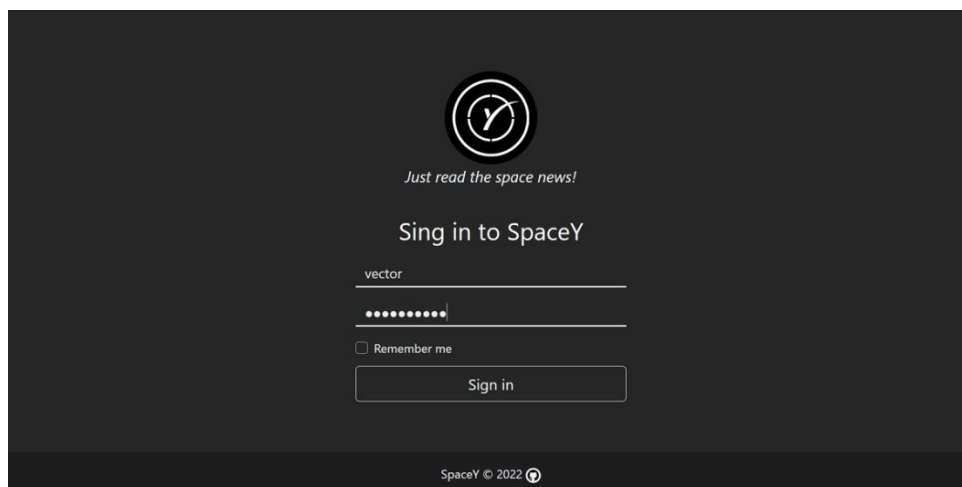 Y
Just read the space news!
Sing in to SpaceY
vector
●●●●●●●●●●
Remember me
Sign in
SpaceY © 2022